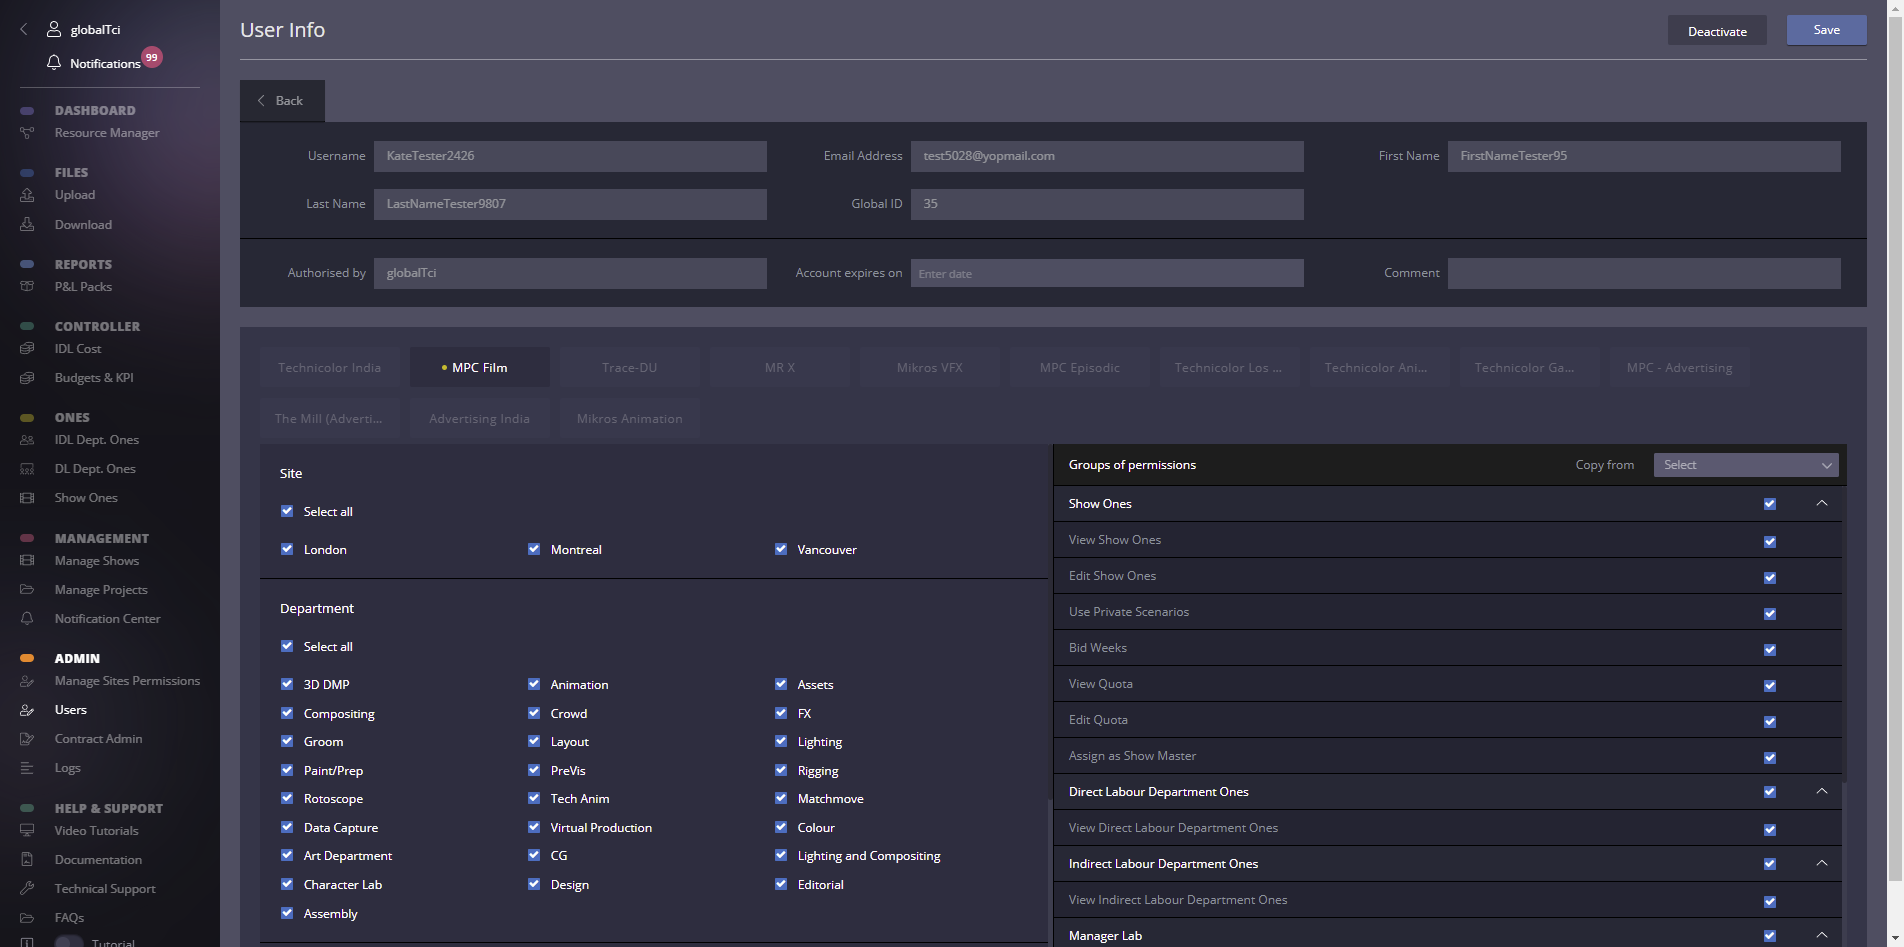 globalTci
Notifications 99
DASHBOARD
Resource Manager
FILES
Upload
Download
REPORTS
P&L Packs
CONTROLLER
IDL Cost
Budgets & KPI
ONES
IDL Dept. Ones
DL Dept. Ones
Show Ones
MANAGEMENT
Manage Shows
Manage Projects
Notification Center
ADMIN
Manage Sites Permissions
Users
Contract Admin
Logs
HELP & SUPPORT
Video Tutorials
Documentation
Technical Support
FAQs
Tutorial
User Info
Deactivate Save
Back
Username KateTester2426 Email Address test5028@yopmail.com First Name FirstNameTester95
Last Name LastNameTester9807 Global ID 35
Authorised by globalTci Account expires on Enter date Comment
Technicolor India MPC Film Trace-DU MR X Mikros VFX MPC Episodic Technicolor Los ... Technicolor Ani... Technicolor Ga... MPC - Advertising
The Mill (Adverti... Advertising India Mikros Animation
Site
Select all
London Montreal Vancouver
Department
Select all
3D DMP Animation Assets
Compositing Crowd FX
Groom Layout Lighting
Paint/Prep PreVis Rigging
Rotoscope Tech Anim Matchmove
Data Capture Virtual Production Colour
Art Department CG Lighting and Compositing
Character Lab Design Editorial
Assembly
Groups of permissions Copy from Select
Show Ones
View Show Ones
Edit Show Ones
Use Private Scenarios
Bid Weeks
View Quota
Edit Quota
Assign as Show Master
Direct Labour Department Ones
View Direct Labour Department Ones
Indirect Labour Department Ones
View Indirect Labour Department Ones
Manager Lab